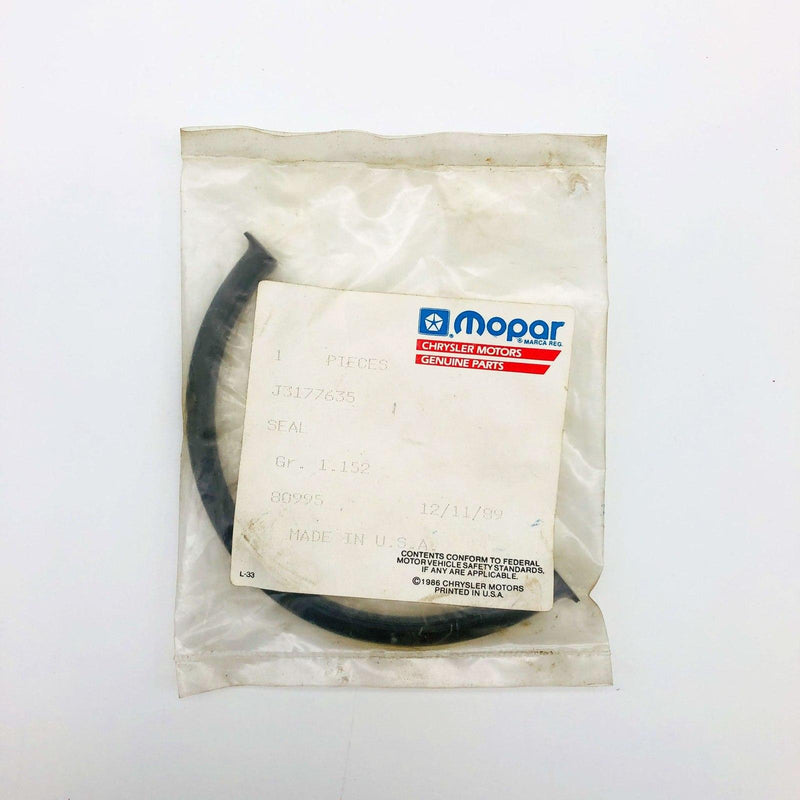 Mopar
® MARCA REG.
CHRYSLER MOTORS
GENUINE PARTS
1 PIECES
J3177635
SEAL
Gr. 1.152
80995 12/11/89
MADE IN U.S.A.
CONTENTS CONFORM TO FEDERAL
MOTOR VEHICLE SAFETY STANDARDS,
IF ANY ARE APPLICABLE.
L-33
©1986 CHRYSLER MOTORS
PRINTED IN U.S.A.